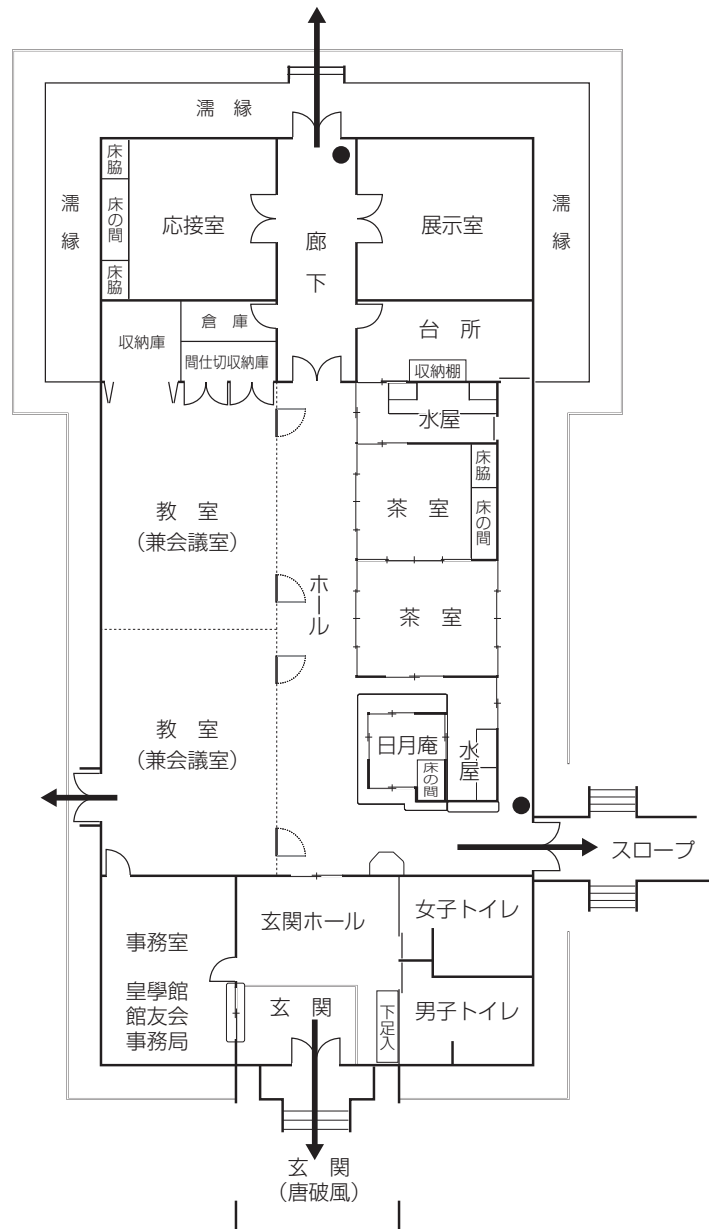 濡縁
床脇
床の間
床脇
応接室
廊下
展示室
濡縁
濡縁
収納庫
倉庫
間仕切収納庫
台所
収納棚
水屋
教室
(兼会議室)
茶室
床脇
床の間
ホール
茶室
教室
(兼会議室)
日月庵
床の間
水屋
スロープ
事務室
皇學館
館友会
事務局
玄関ホール
女子トイレ
玄関
下足入
男子トイレ
玄関
(唐破風)